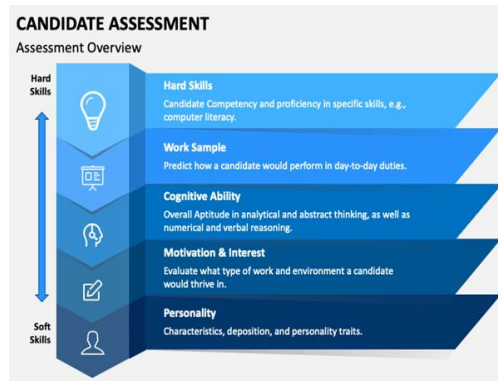 CANDIDATE ASSESSMENT
Assessment Overview
Hard
Skills
Hard Skills
Candidate Competency and proficiency in specific skills, e.g.,
computer literacy.
Work Sample
Predict how a candidate would perform in day-to-day duties.
Cognitive Ability
Overall Aptitude in analytical and abstract thinking, as well as
numerical and verbal reasoning.
Motivation & Interest
Evaluate what type of work and environment a candidate
would thrive in.
Personality
Characteristics, deposition, and personality traits.
Soft
Skills